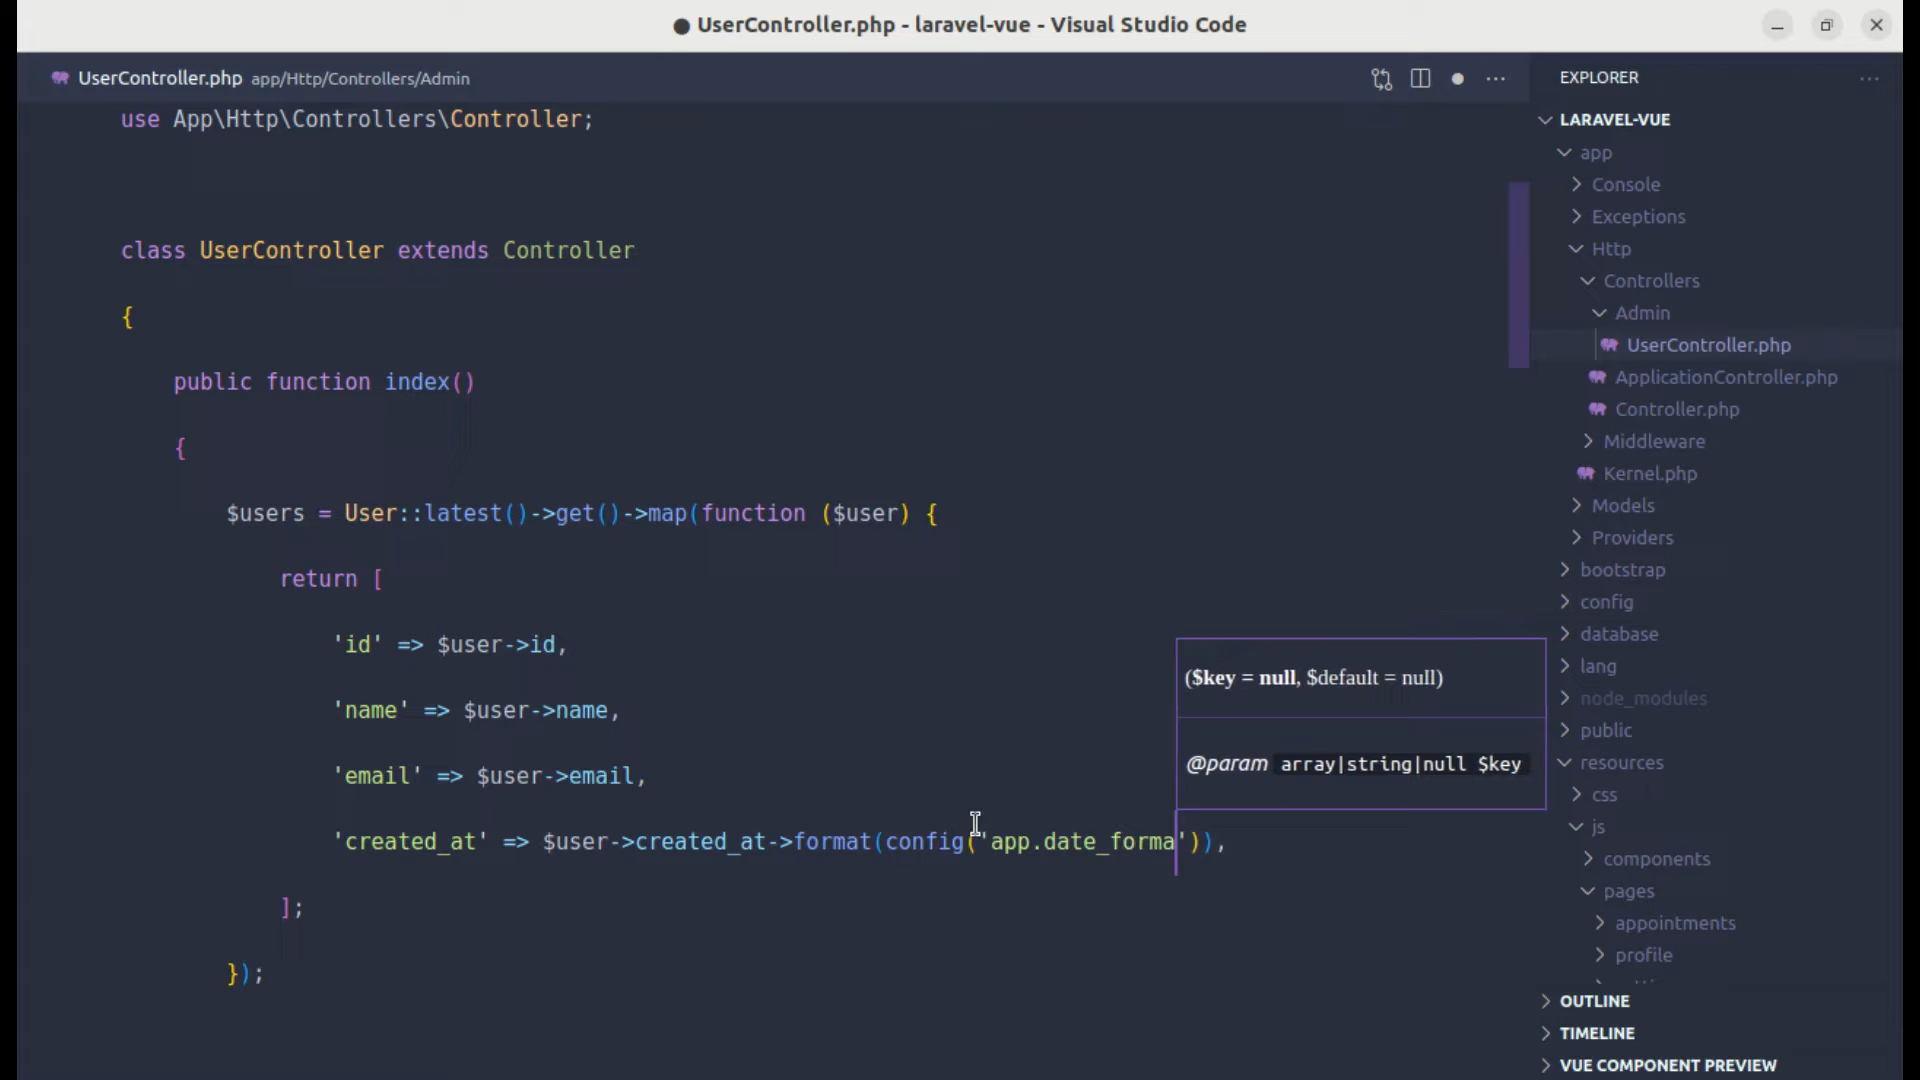 ● UserController.php - laravel-vue - Visual Studio Code
UserController.php app/Http/Controllers/Admin
use App\Http\Controllers\Controller;
class UserController extends Controller
{
public function index()
{
$users = User::latest()->get()->map(function ($user) {
return [
'id' => $user->id,
'name' => $user->name,
'email' => $user->email,
'created_at' => $user->created_at->format(config('app.date_forma')),
];
});
($key = null, $default = null)
@param array|string|null $key
EXPLORER
LARAVEL-VUE
app
Console
Exceptions
Http
Controllers
Admin
UserController.php
ApplicationController.php
Controller.php
Middleware
Kernel.php
Models
Providers
bootstrap
config
database
lang
node_modules
public
resources
css
js
components
pages
appointments
profile
OUTLINE
TIMELINE
VUE COMPONENT PREVIEW